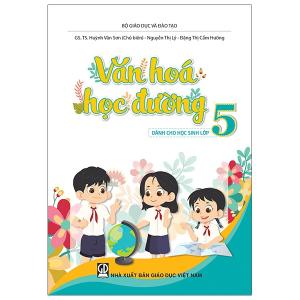 BỘ GIÁO DỤC VÀ ĐÀO TẠO
GS. TS. Huỳnh Văn Sơn (Chủ biên) - Nguyễn Thị Lý - Đặng Thị Cẩm Hường
Văn hoá
học đường 5
DÀNH CHO HỌC SINH LỚP
NHÀ XUẤT BẢN GIÁO DỤC VIỆT NAM